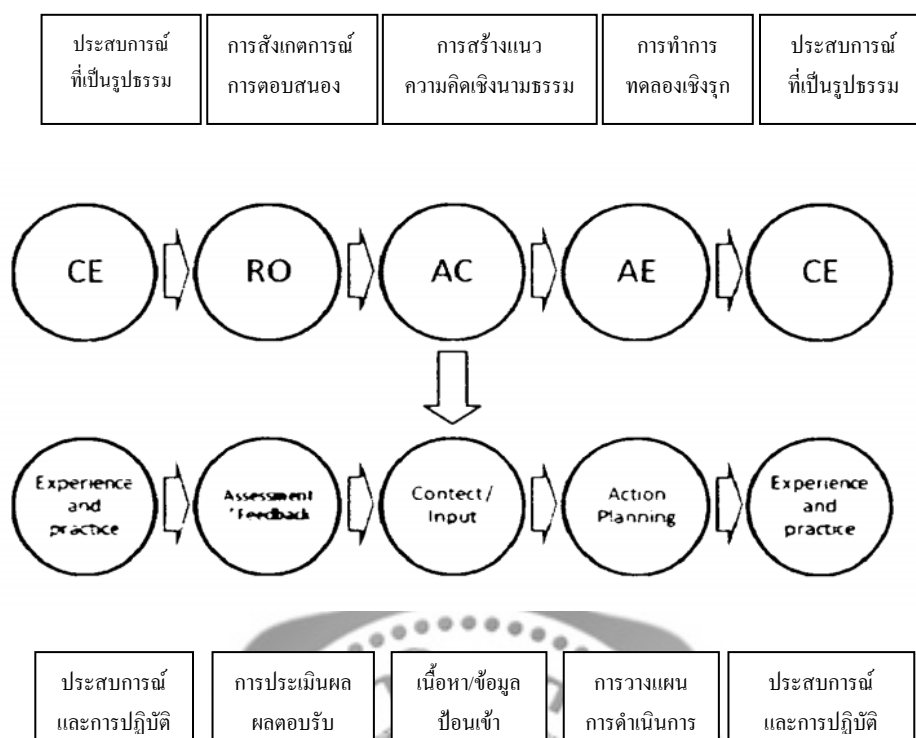 ประสบการณ์
ที่เป็นรูปธรรม
การสังเกตการณ์
การตอบสนอง
การสร้างแนว
ความคิดเชิงนามธรรม
การทำการ
ทดลองเชิงรุก
ประสบการณ์
ที่เป็นรูปธรรม
CE
RO
AC
AE
CE
Experience
and
practice
Assessment
/ Feedback
Contect /
Input
Action
Planning
Experience
and
practice
ประสบการณ์
และการปฏิบัติ
การประเมินผล
ผลตอบรับ
เนื้อหา/ข้อมูล
ป้อนเข้า
การวางแผน
การดำเนินการ
ประสบการณ์
และการปฏิบัติ